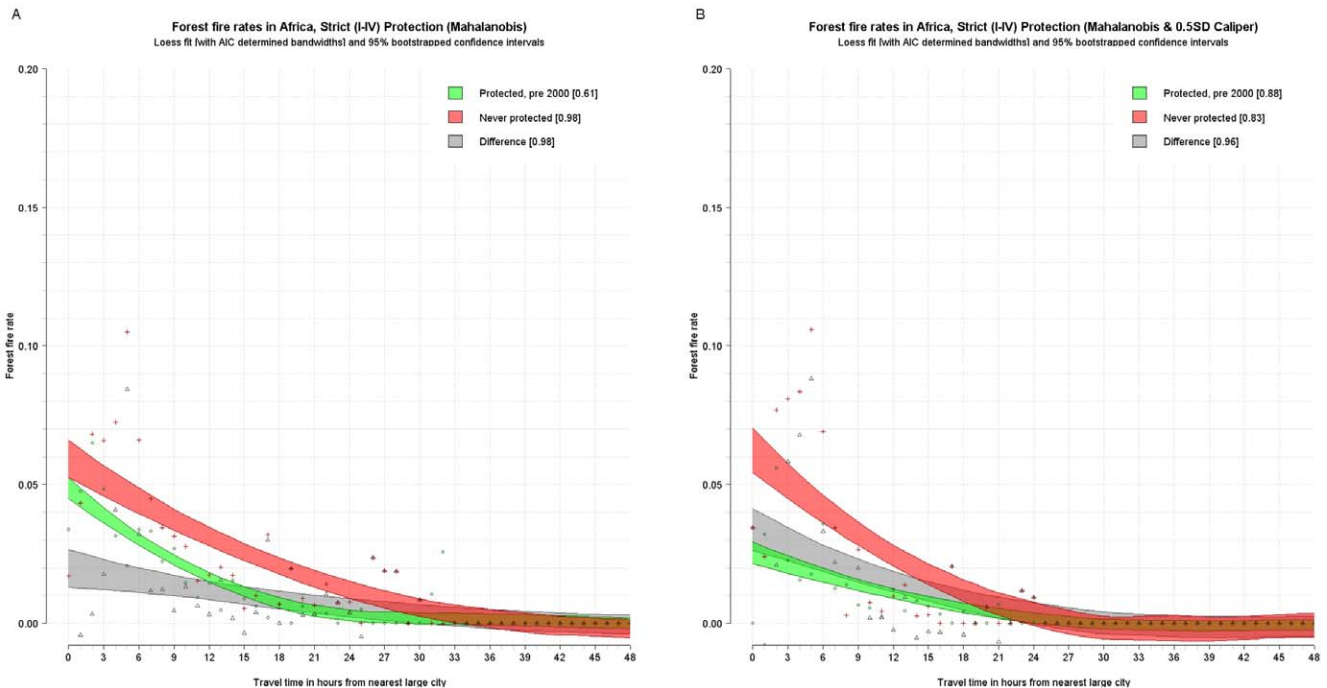 A
Forest fire rates in Africa, Strict (I-IV) Protection (Mahalanobis)
Loess fit [with AIC determined bandwidths] and 95% bootstrapped confidence intervals
0.20
0.15
0.10
0.05
0.00
Forest fire rate
Protected, pre 2000 [0.61]
Never protected [0.98]
Difference [0.98]
0 3 6 9 12 15 18 21 24 27 30 33 36 39 42 45 48
Travel time in hours from nearest large city
B
Forest fire rates in Africa, Strict (I-IV) Protection (Mahalanobis & 0.5SD Caliper)
Loess fit [with AIC determined bandwidths] and 95% bootstrapped confidence intervals
0.20
0.15
0.10
0.05
0.00
Forest fire rate
Protected, pre 2000 [0.88]
Never protected [0.83]
Difference [0.96]
0 3 6 9 12 15 18 21 24 27 30 33 36 39 42 45 48
Travel time in hours from nearest large city